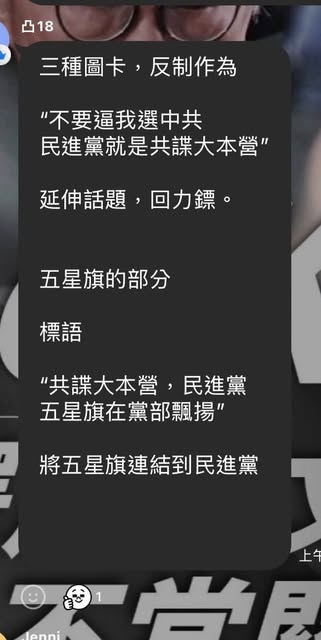 凸18
三種圖卡，反制作為
“不要逼我選中共
民進黨就是共諜大本營”
延伸話題，回力鏢。
五星旗的部分
標語
“共諜大本營，民進黨
五星旗在黨部飄揚”
將五星旗連結到民進黨
上午
1
Jenni